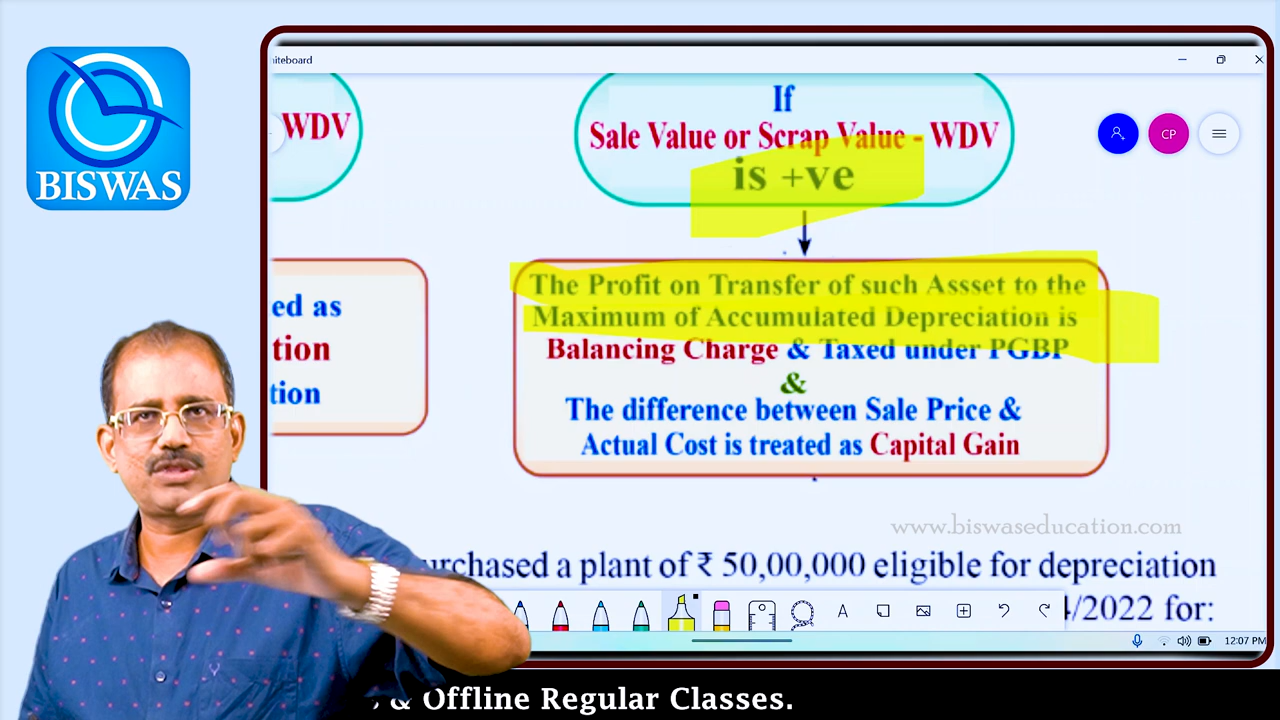 BISWAS
iteboard
WDV
If
Sale Value or Scrap Value - WDV
is +ve
CP
The Profit on Transfer of such Assset to the
Maximum of Accumulated Depreciation is
Balancing Charge & Taxed under PGBP
&
The difference between Sale Price &
Actual Cost is treated as Capital Gain
ed as
tion
tion
www.biswaseducation.com
urchased a plant of ₹ 50,00,000 eligible for depreciation
4/2022 for:
A
12:07 PM
& Offline Regular Classes.